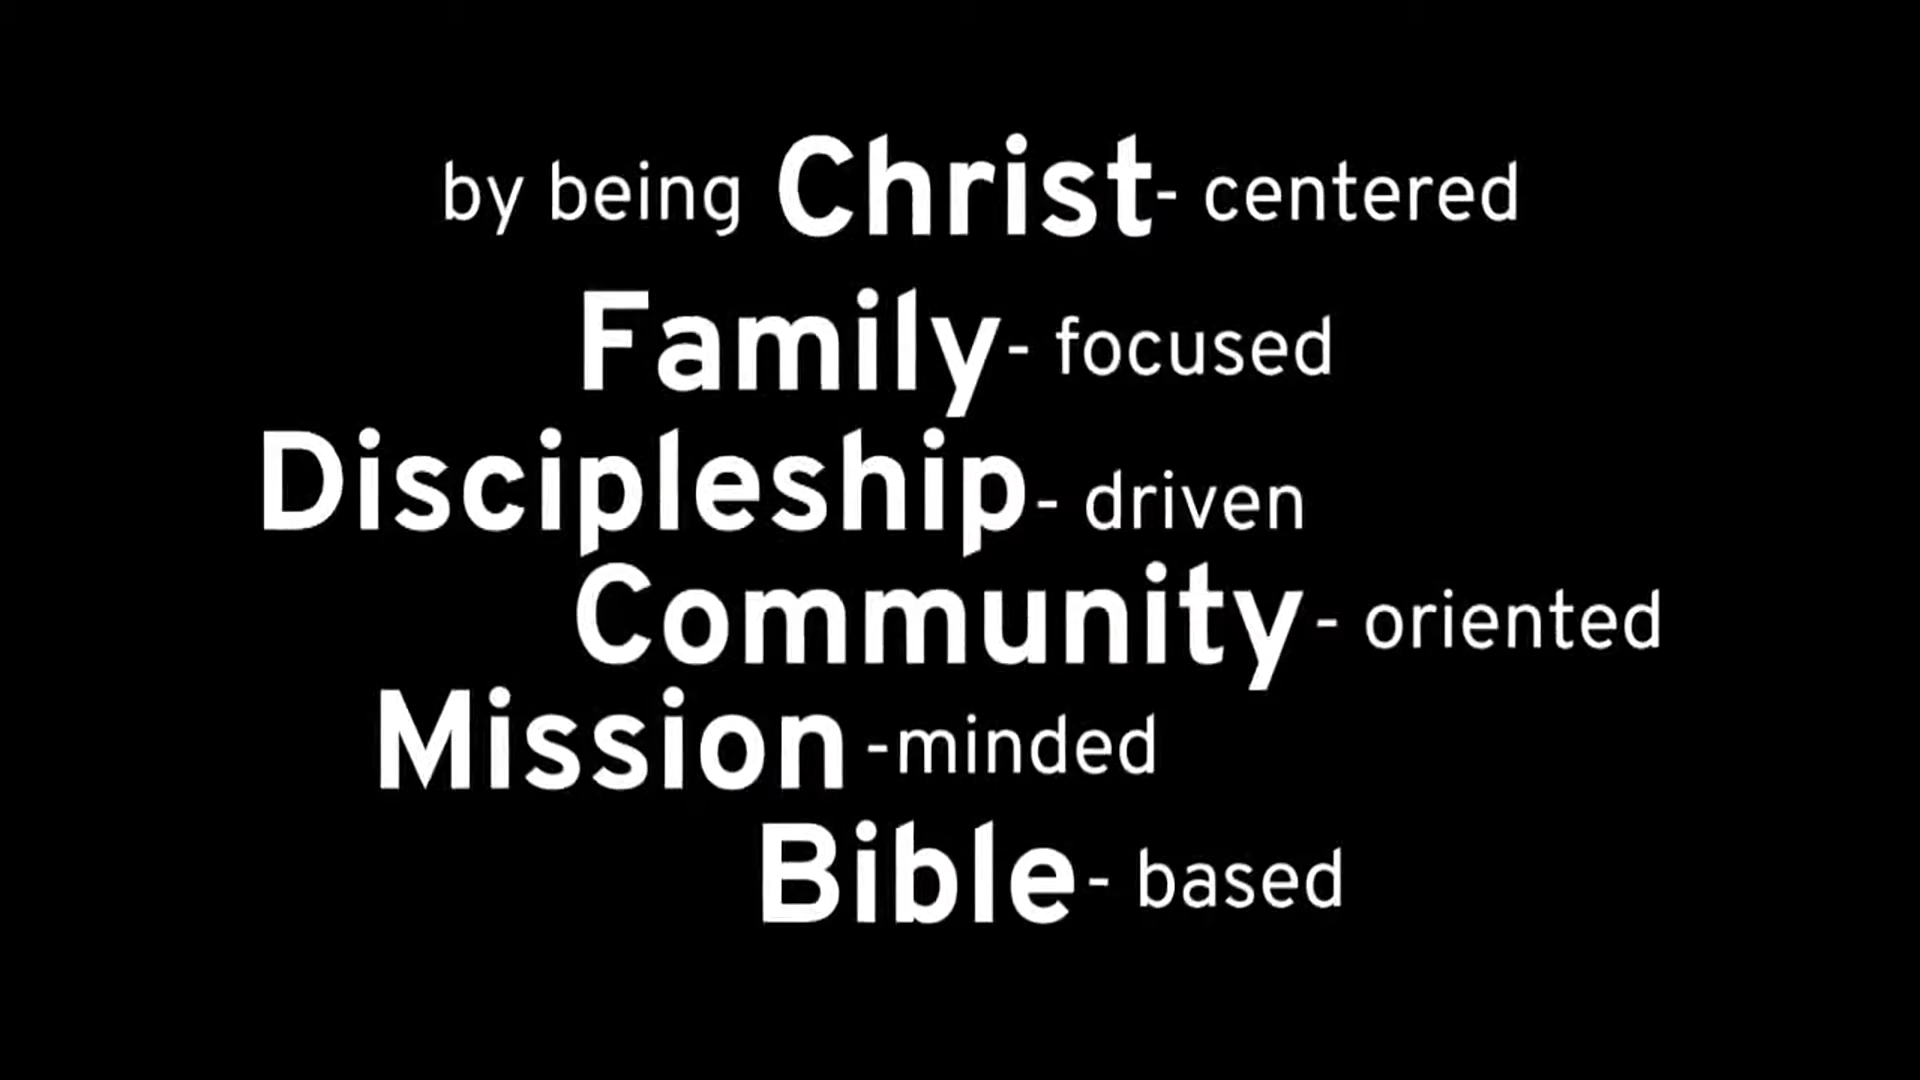 by being Christ- centered
Family- focused
Discipleship- driven
Community- oriented
Mission -minded
Bible- based